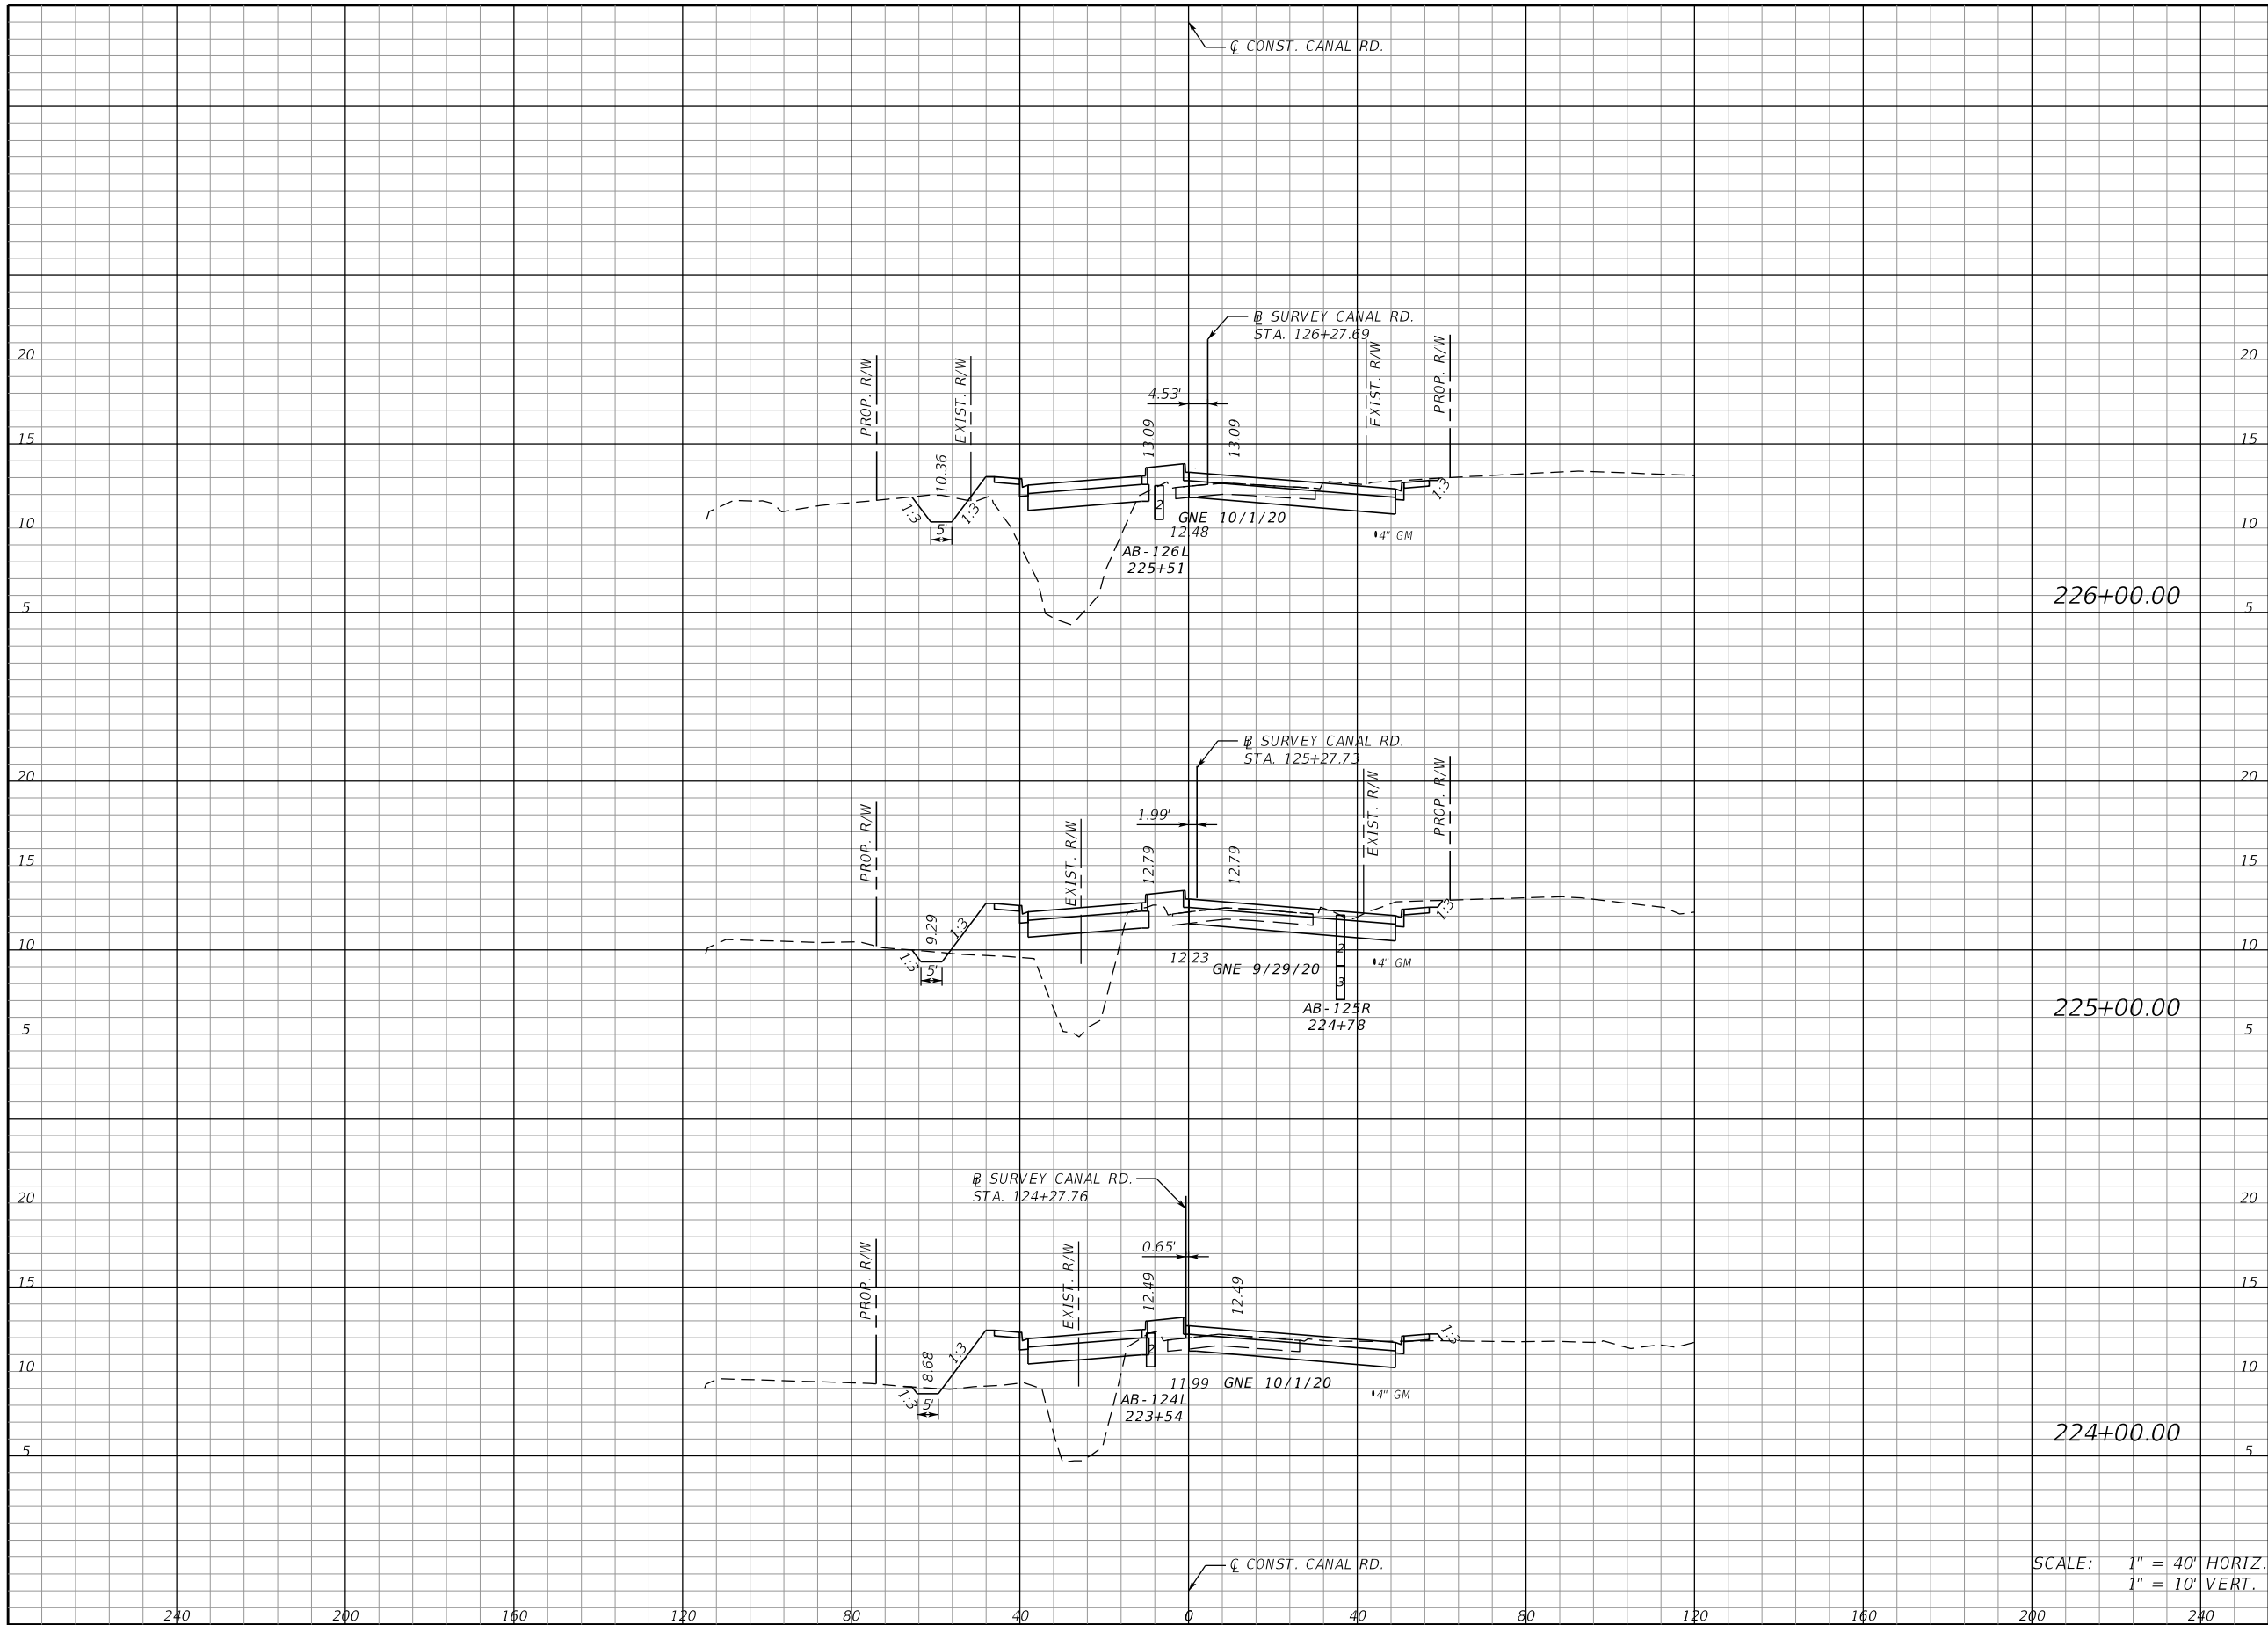 ℄ CONST. CANAL RD.
20
20
15
15
10
10
5
5
PROP. R/W
EXIST. R/W
10.36
1:3
1:3
5'
13.09
4.53'
13.09
℄ SURVEY CANAL RD.
STA. 126+27.69
EXIST. R/W
PROP. R/W
1:3
2
GNE 10/1/20
12.48
AB-126L
225+51
4" GM
226+00.00
20
20
15
15
10
10
5
5
PROP. R/W
EXIST. R/W
9.29
1:3
1:3
5'
12.79
1.99'
12.79
℄ SURVEY CANAL RD.
STA. 125+27.73
EXIST. R/W
PROP. R/W
1:3
12.23
GNE 9/29/20
2
3
AB-125R
224+78
4" GM
225+00.00
20
20
15
15
10
10
5
5
℄ SURVEY CANAL RD.
STA. 124+27.76
PROP. R/W
EXIST. R/W
8.68
1:3
1:3
5'
12.49
0.65'
12.49
1:3
2
11.99
GNE 10/1/20
AB-124L
223+54
4" GM
224+00.00
℄ CONST. CANAL RD.
SCALE: 1" = 40' HORIZ.
1" = 10' VERT.
240 200 160 120 80 40 0 40 80 120 160 200 240